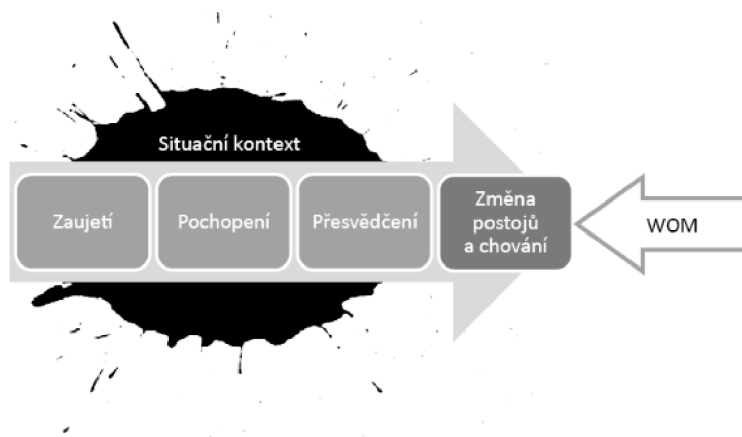 Situační kontext
Zaujetí
Pochopení
Přesvědčení
Změna
postojů
a chování
WOM